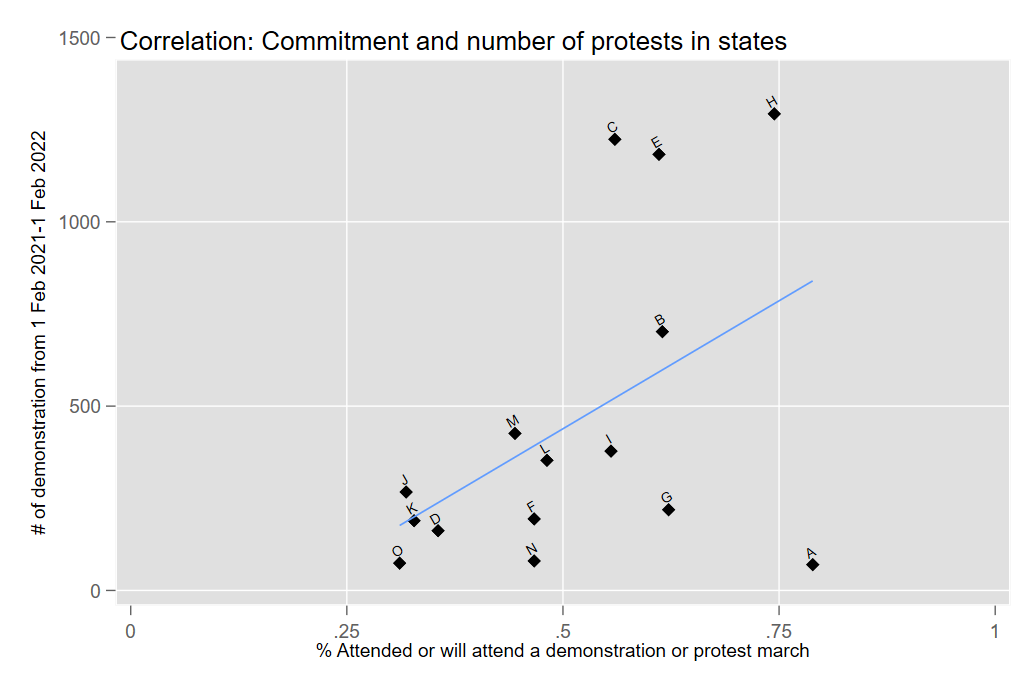 Correlation: Commitment and number of protests in states
# of demonstration from 1 Feb 2021-1 Feb 2022
1500
1000
500
0
H
C
E
B
M
L
I
J
K
D
F
G
O
N
A
0 .25 .5 .75 1
% Attended or will attend a demonstration or protest march